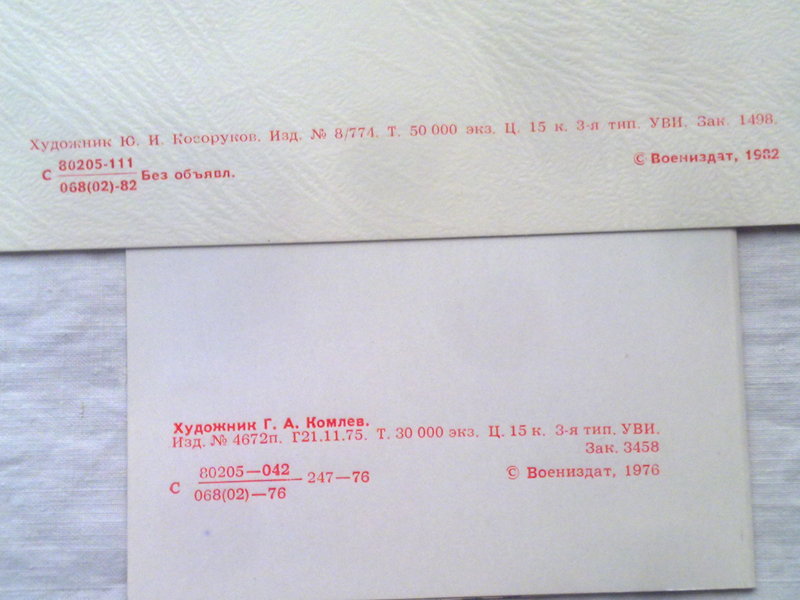 Художник Ю. И. Косоруков. Изд. № 8/774. Т. 50 000 экз. Ц. 15 к. 3-я тип. УВИ. Зак. 1498.
С 80205-111
068(02)-82 Без объявл.
© Воениздат, 1982
Художник Г. А. Комлев.
Изд. № 4672п. Г21.11.75. Т. 30 000 экз. Ц. 15 к. 3-я тип. УВИ.
Зак. 3458
С 80205—042
068(02)—76 247—76
© Воениздат, 1976